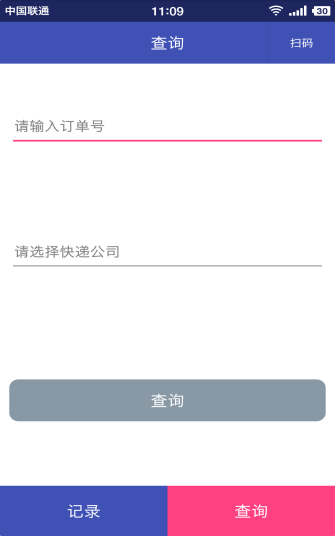 中国联通 11:09 30
查询 扫码
请输入订单号
请选择快递公司
查询
记录 查询